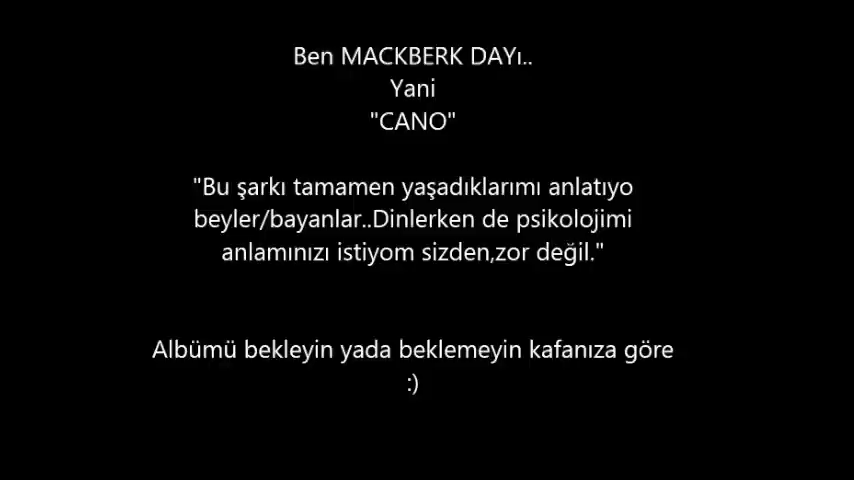 Ben MACKBERK DAYı..
Yani
"CANO"
"Bu şarkı tamamen yaşadıklarımı anlatıyo
beyler/bayanlar..Dinlerken de psikolojimi
anlamınızı istiyom sizden,zor değil."
Albümü bekleyin yada beklemeyin kafanıza göre
:)